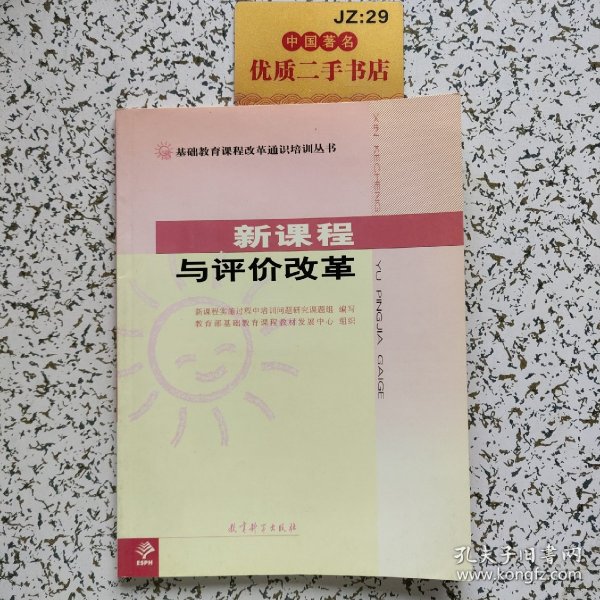 JZ:29
中国著名
优质二手书店
基础教育课程改革通识培训丛书
XIN KECHENG
新课程
与评价改革
YU PINGJIA GAIGE
新课程实施过程中培训问题研究课题组 编写
教育部基础教育课程教材发展中心 组织
教育科学出版社
ESPH
孔夫子旧书网
www.kongfz.com